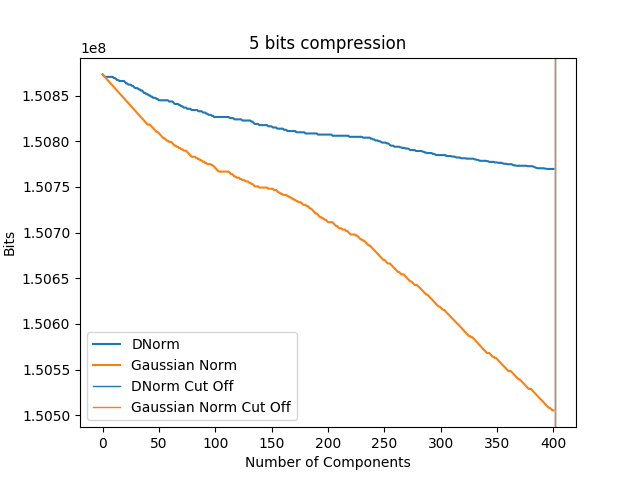 5 bits compression
1e8
1.5085
1.5080
1.5075
1.5070
1.5065
1.5060
1.5055
1.5050
Bits
DNorm
Gaussian Norm
DNorm Cut Off
Gaussian Norm Cut Off
0 50 100 150 200 250 300 350 400
Number of Components